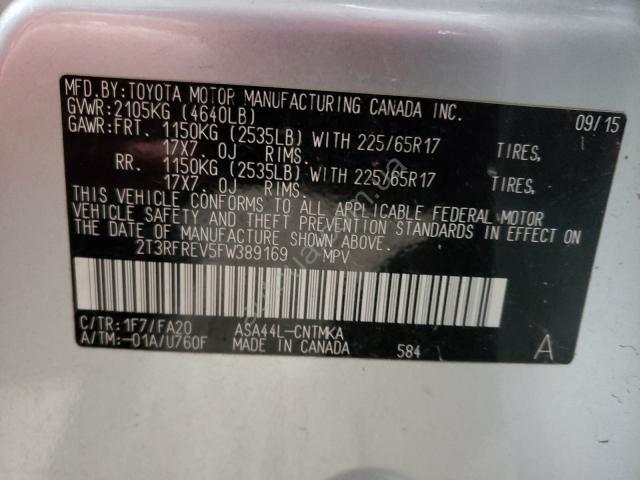 MFD.BY:TOYOTA MOTOR MANUFACTURING CANADA INC.
GVWR:2105KG (4640LB) 09/15
GAWR:FRT. 1150KG (2535LB) WITH 225/65R17 TIRES,
17X7 0J RIMS.
RR. 1150KG (2535LB) WITH 225/65R17 TIRES,
17X7 0J RIMS.
THIS VEHICLE CONFORMS TO ALL APPLICABLE FEDERAL MOTOR
VEHICLE SAFETY AND THEFT PREVENTION STANDARDS IN EFFECT ON
THE DATE OF MANUFACTURE SHOWN ABOVE.
2T3RFREV5FW389169 MPV
C/TR:1F7/FA20 ASA44L-CNTMKA
A/TM:-01A/U760F MADE IN CANADA 584 A